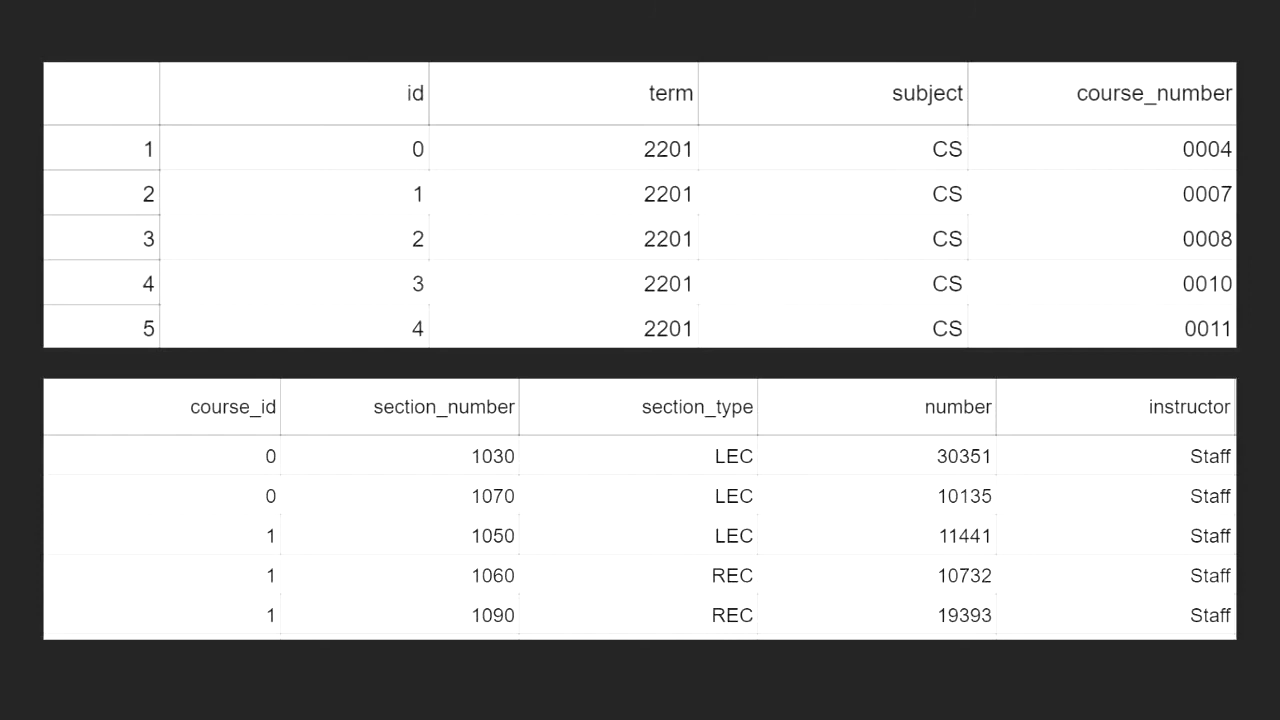 id term subject course_number
1 0 2201 CS 0004
2 1 2201 CS 0007
3 2 2201 CS 0008
4 3 2201 CS 0010
5 4 2201 CS 0011
course_id section_number section_type number instructor
0 1030 LEC 30351 Staff
0 1070 LEC 10135 Staff
1 1050 LEC 11441 Staff
1 1060 REC 10732 Staff
1 1090 REC 19393 Staff